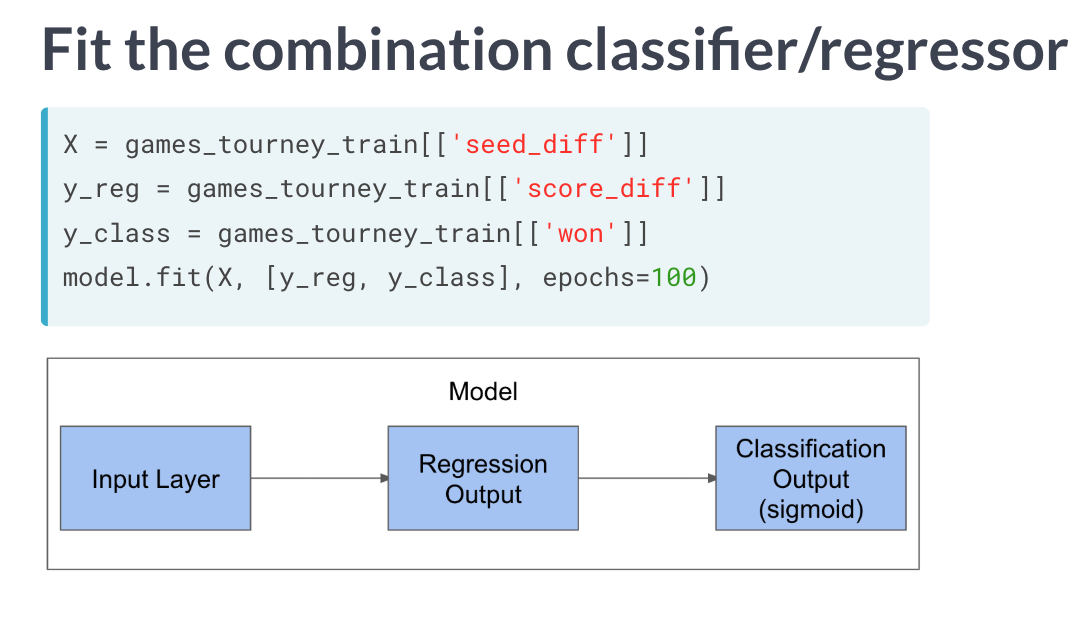 Fit the combination classifier/regressor
X = games_tourney_train[['seed_diff']]
y_reg = games_tourney_train[['score_diff']]
y_class = games_tourney_train[['won']]
model.fit(X, [y_reg, y_class], epochs=100)
Model
Input Layer
Regression
Output
Classification
Output
(sigmoid)